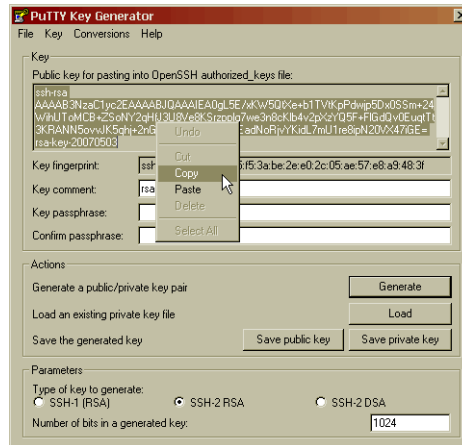 PuTTY Key Generator
File Key Conversions Help
Key
Public key for pasting into OpenSSH authorized_keys file:
ssh-rsa
AAAAB3NzaC1yc2EAAAABJQAAAIEA0gL5E/xKW5QtXe+b1TVtKpPdwjp5Dx0SSm+24
WihUToMCB+ZSoNY2qHfJ3U8Ve8KSrzpplq7we3n8cKlb4v2pXzYQ5F+FlGdQv0EuqtTt
3KRANN5ovvJK5qhj+2nG EadNoRjvYKidL7mU1re8ipN20VX47iGE=
rsa-key-20070503
Undo
Cut
Copy
Paste
Delete
Select All
Key fingerprint: ssh :f5:3a:be:2e:e0:2c:05:ae:57:e8:a9:48:3f
Key comment: rsa
Key passphrase:
Confirm passphrase:
Actions
Generate a public/private key pair Generate
Load an existing private key file Load
Save the generated key Save public key Save private key
Parameters
Type of key to generate:
SSH-1 (RSA) SSH-2 RSA SSH-2 DSA
Number of bits in a generated key: 1024